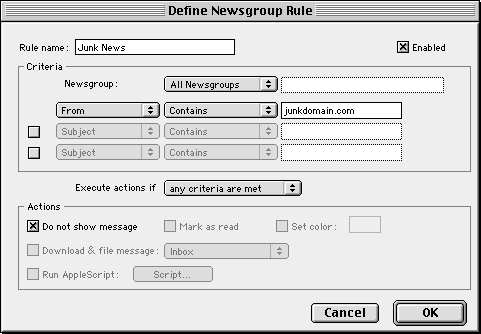 Define Newsgroup Rule
Rule name: Junk News Enabled
Criteria
Newsgroup: All Newsgroups
From Contains junkdomain.com
Subject Contains
Subject Contains
Execute actions if any criteria are met
Actions
Do not show message Mark as read Set color:
Download & file message: Inbox
Run AppleScript: Script...
Cancel OK